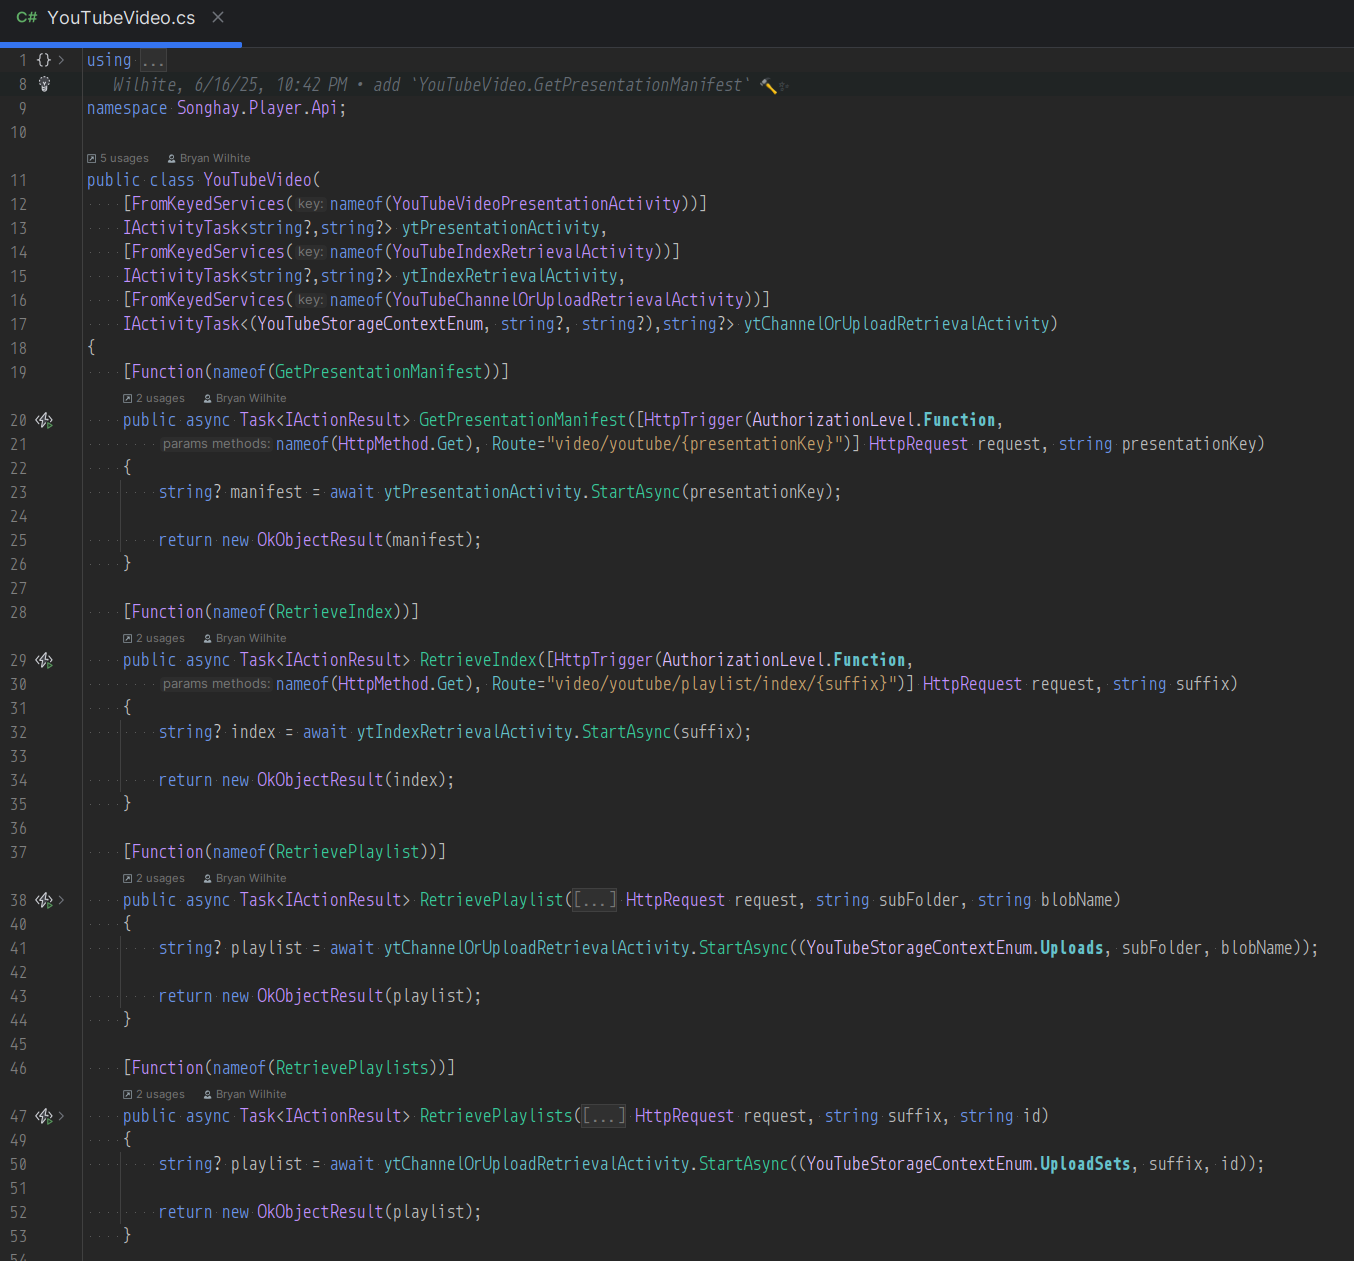 C# YouTubeVideo.cs ×
1 {} > using ...
8 Wilhite, 6/16/25, 10:42 PM • add `YouTubeVideo.GetPresentationManifest` 🔨✨
9 namespace Songhay.Player.Api;
10
5 usages Bryan Wilhite
11 public class YouTubeVideo(
12 [FromKeyedServices( key: nameof(YouTubeVideoPresentationActivity))]
13 IActivityTask<string?,string?> ytPresentationActivity,
14 [FromKeyedServices( key: nameof(YouTubeIndexRetrievalActivity))]
15 IActivityTask<string?,string?> ytIndexRetrievalActivity,
16 [FromKeyedServices( key: nameof(YouTubeChannelOrUploadRetrievalActivity))]
17 IActivityTask<(YouTubeStorageContextEnum, string?, string?),string?> ytChannelOrUploadRetrievalActivity)
18 {
19 [Function(nameof(GetPresentationManifest))]
2 usages Bryan Wilhite
20 public async Task<IActionResult> GetPresentationManifest([HttpTrigger(AuthorizationLevel.Function,
21 params methods: nameof(HttpMethod.Get), Route="video/youtube/{presentationKey}")] HttpRequest request, string presentationKey)
22 {
23 string? manifest = await ytPresentationActivity.StartAsync(presentationKey);
24
25 return new OkObjectResult(manifest);
26 }
27
28 [Function(nameof(RetrieveIndex))]
2 usages Bryan Wilhite
29 public async Task<IActionResult> RetrieveIndex([HttpTrigger(AuthorizationLevel.Function,
30 params methods: nameof(HttpMethod.Get), Route="video/youtube/playlist/index/{suffix}")] HttpRequest request, string suffix)
31 {
32 string? index = await ytIndexRetrievalActivity.StartAsync(suffix);
33
34 return new OkObjectResult(index);
35 }
36
37 [Function(nameof(RetrievePlaylist))]
2 usages Bryan Wilhite
38 > public async Task<IActionResult> RetrievePlaylist([...] HttpRequest request, string subFolder, string blobName)
40 {
41 string? playlist = await ytChannelOrUploadRetrievalActivity.StartAsync((YouTubeStorageContextEnum.Uploads, subFolder, blobName));
42
43 return new OkObjectResult(playlist);
44 }
45
46 [Function(nameof(RetrievePlaylists))]
2 usages Bryan Wilhite
47 > public async Task<IActionResult> RetrievePlaylists([...] HttpRequest request, string suffix, string id)
49 {
50 string? playlist = await ytChannelOrUploadRetrievalActivity.StartAsync((YouTubeStorageContextEnum.UploadSets, suffix, id));
51
52 return new OkObjectResult(playlist);
53 }
54